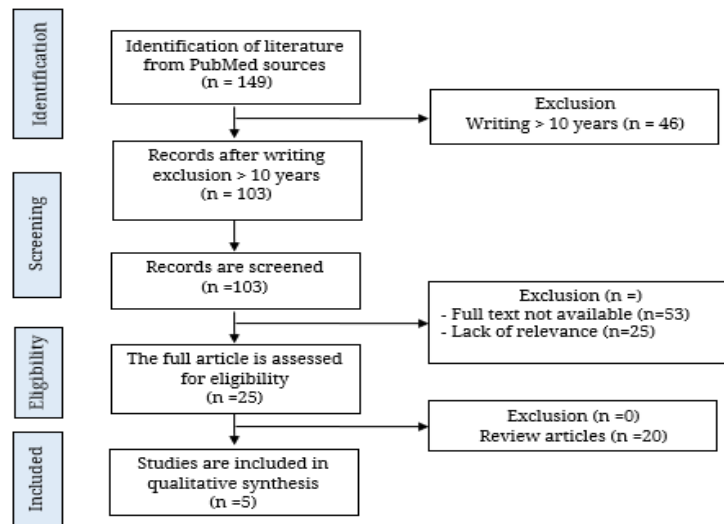 Identification
Identification of literature
from PubMed sources
(n = 149)
Exclusion
Writing > 10 years (n = 46)
Records after writing
exclusion > 10 years
(n = 103)
Screening
Records are screened
(n =103)
Exclusion (n =)
- Full text not available (n=53)
- Lack of relevance (n=25)
Eligibility
The full article is assessed
for eligibility
(n =25)
Exclusion (n =0)
Review articles (n =20)
Included
Studies are included in
qualitative synthesis
(n =5)